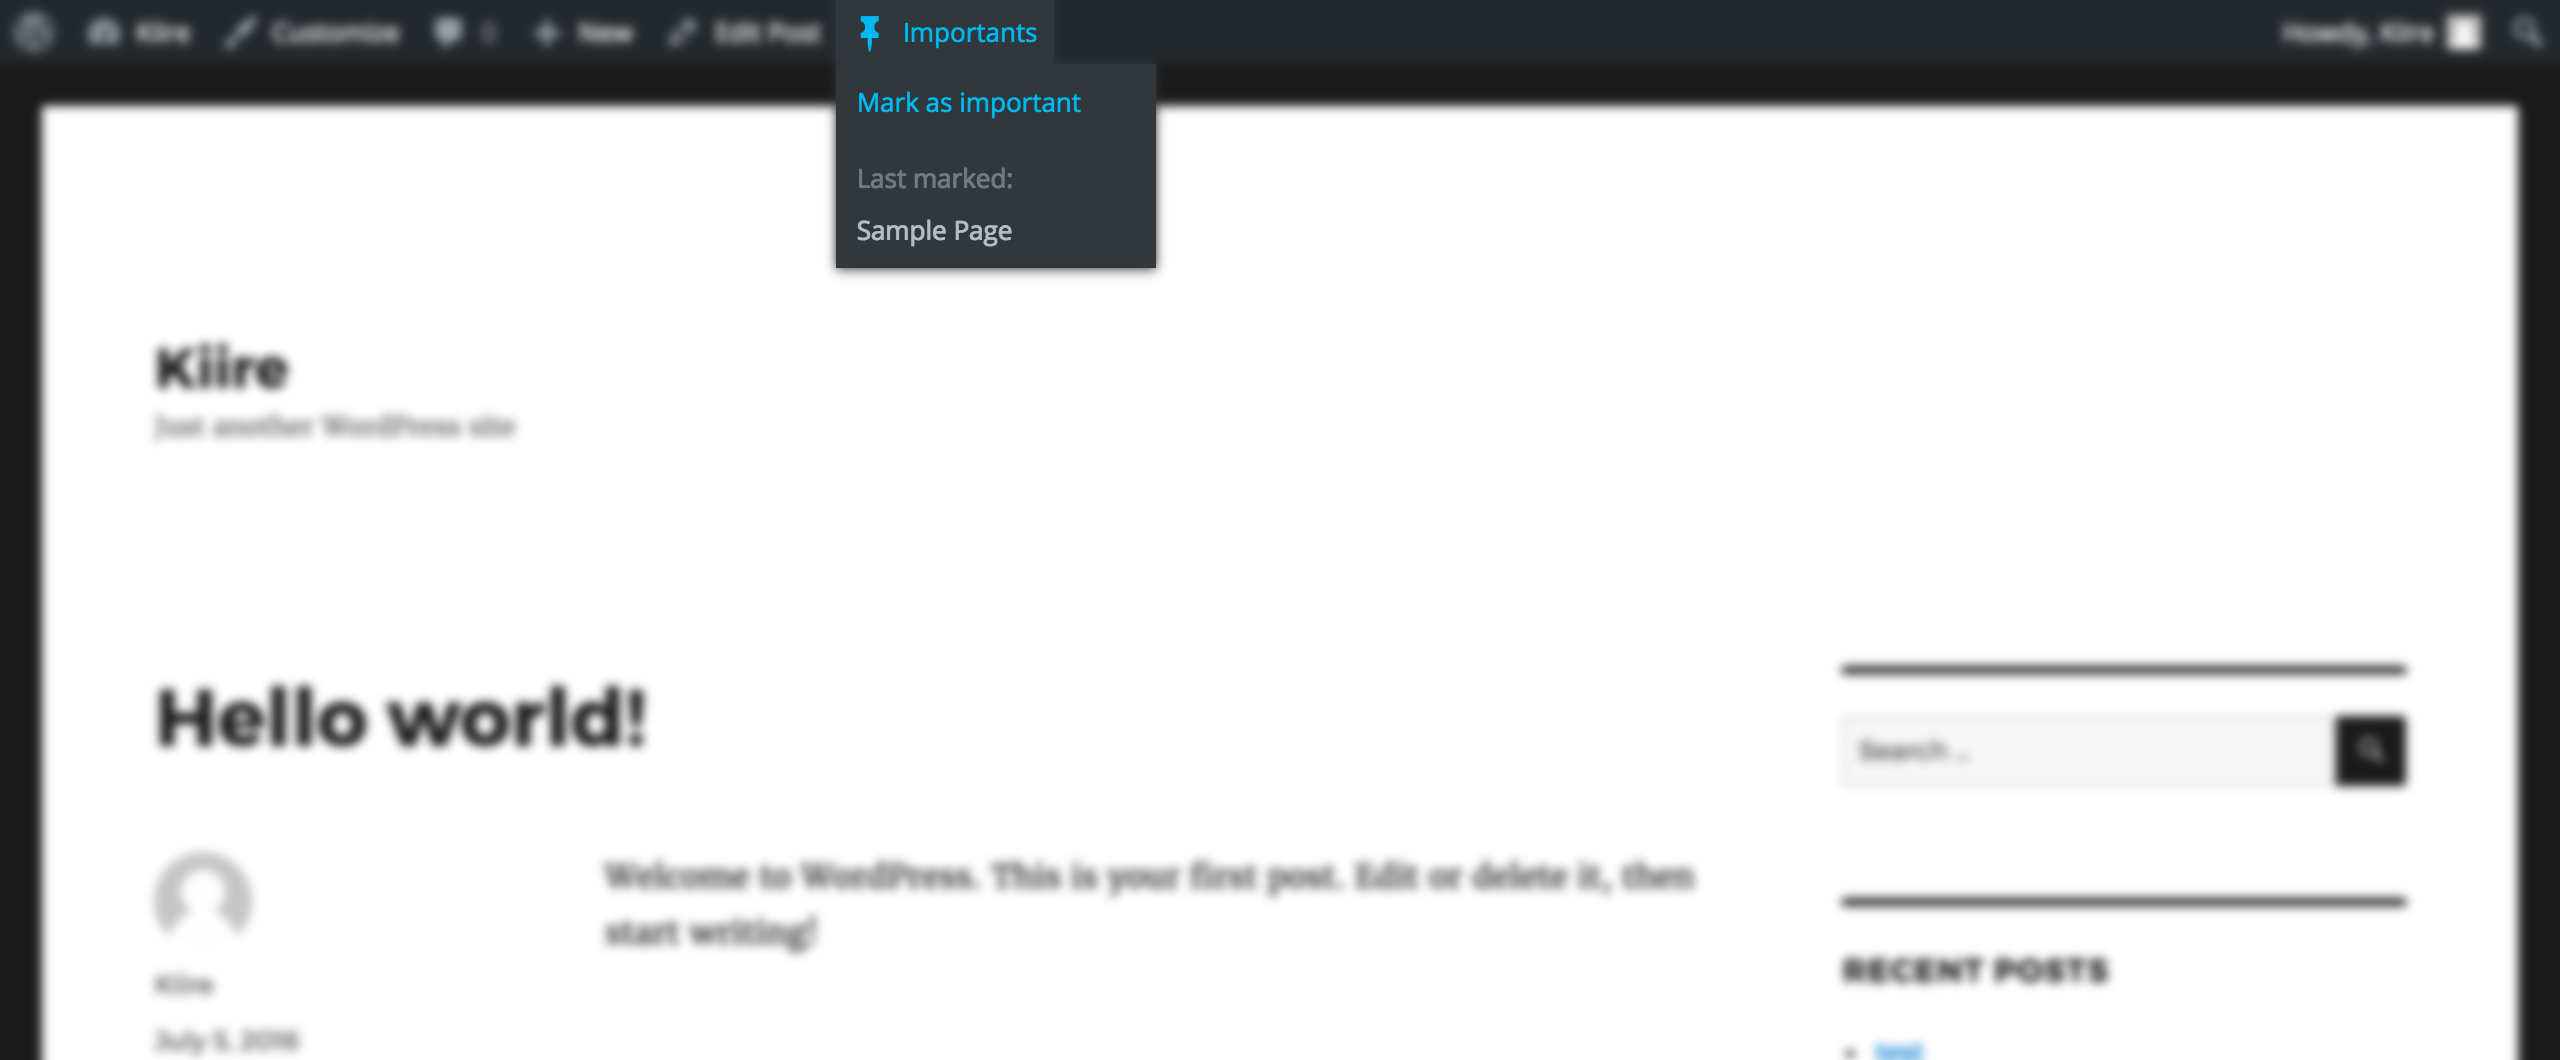 Kiire Customize 0 New Edit Post Importants Howdy, Kiire
Mark as important
Last marked:
Sample Page
Kiire
Just another WordPress site
Hello world!
Search ...
Welcome to WordPress. This is your first post. Edit or delete it, then
start writing!
RECENT POSTS
Kiire
July 5, 2016
test